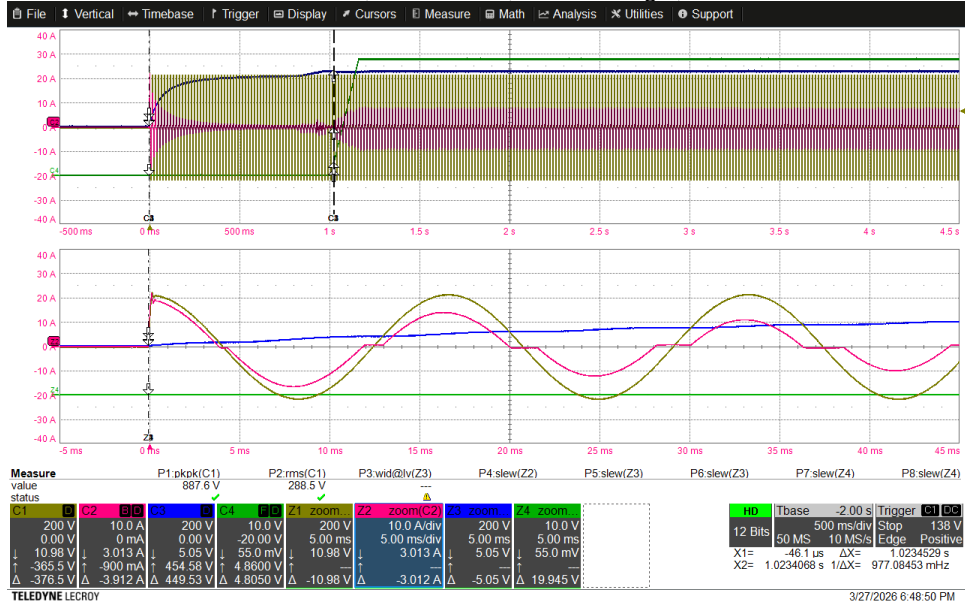 File Vertical Timebase Trigger Display Cursors Measure Math Analysis Utilities Support
40 A
30 A
20 A
10 A
0 A
-10 A
C4
-20 A
-30 A
-40 A
C3 C3
-500 ms 0 ms 500 ms 1 s 1.5 s 2 s 2.5 s 3 s 3.5 s 4 s 4.5 s
40 A
30 A
20 A
10 A
0 A
-10 A
Z4
-20 A
-30 A
-40 A
Z3
-5 ms 0 ms 5 ms 10 ms 15 ms 20 ms 25 ms 30 ms 35 ms 40 ms 45 ms
Measure P1:pkpk(C1) P2:rms(C1) P3:wid@lv(Z3) P4:slew(Z2) P5:slew(Z3) P6:slew(Z3) P7:slew(Z4) P8:slew(Z4)
value 887.6 V 288.5 V ---
status
C1 D C2 B D C3 D C4 F D Z1 zoom... Z2 zoom(C2) Z3 zoom... Z4 zoom... HD Tbase -2.00 s Trigger C1 DC
200 V 10.0 A 200 V 10.0 V 200 V 10.0 A/div 200 V 10.0 V 12 Bits 500 ms/div Stop 138 V
0.00 V 0 mA 0.00 V -20.00 V 5.00 ms/ 5.00 ms/div 5.00 ms/ 5.00 ms/ 50 MS 10 MS/s Edge Positive
↓ 10.98 V ↓ 3.013 A ↓ 5.05 V ↓ 55.0 mV ↓ 10.98 V ↓ 3.013 A ↓ 5.05 V ↓ 55.0 mV X1= -46.1 µs ΔX= 1.0234529 s
↑ -365.5 V ↑ -900 mA ↑ 454.58 V ↑ 4.8600 V ↑ --- ↑ --- ↑ --- ↑ --- X2= 1.0234068 s 1/ΔX= 977.08453 mHz
Δ -376.5 V Δ -3.912 A Δ 449.53 V Δ 4.8050 V Δ -10.98 V Δ -3.012 A Δ -5.05 V Δ 19.945 V
TELEDYNE LECROY 3/27/2026 6:48:50 PM